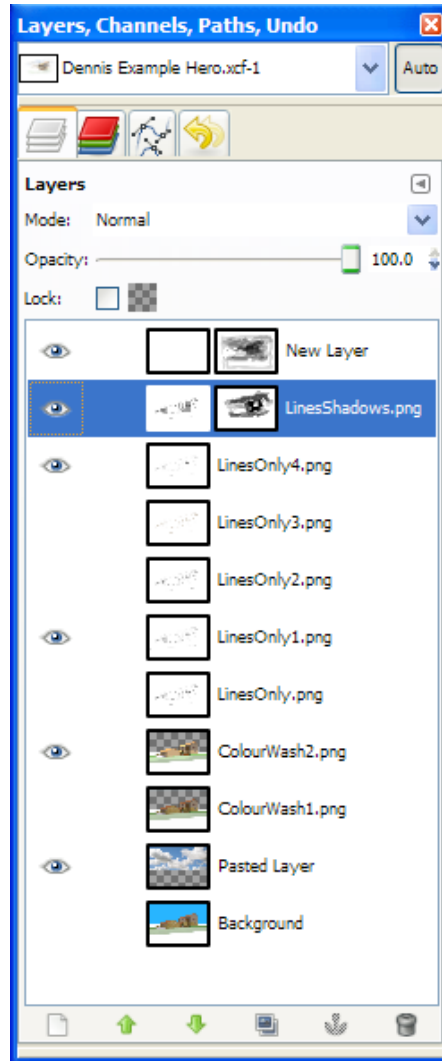 Layers, Channels, Paths, Undo
Dennis Example Hero.xcf-1 Auto
Layers
Mode: Normal
Opacity: 100.0
Lock:
New Layer
LinesShadows.png
LinesOnly4.png
LinesOnly3.png
LinesOnly2.png
LinesOnly1.png
LinesOnly.png
ColourWash2.png
ColourWash1.png
Pasted Layer
Background